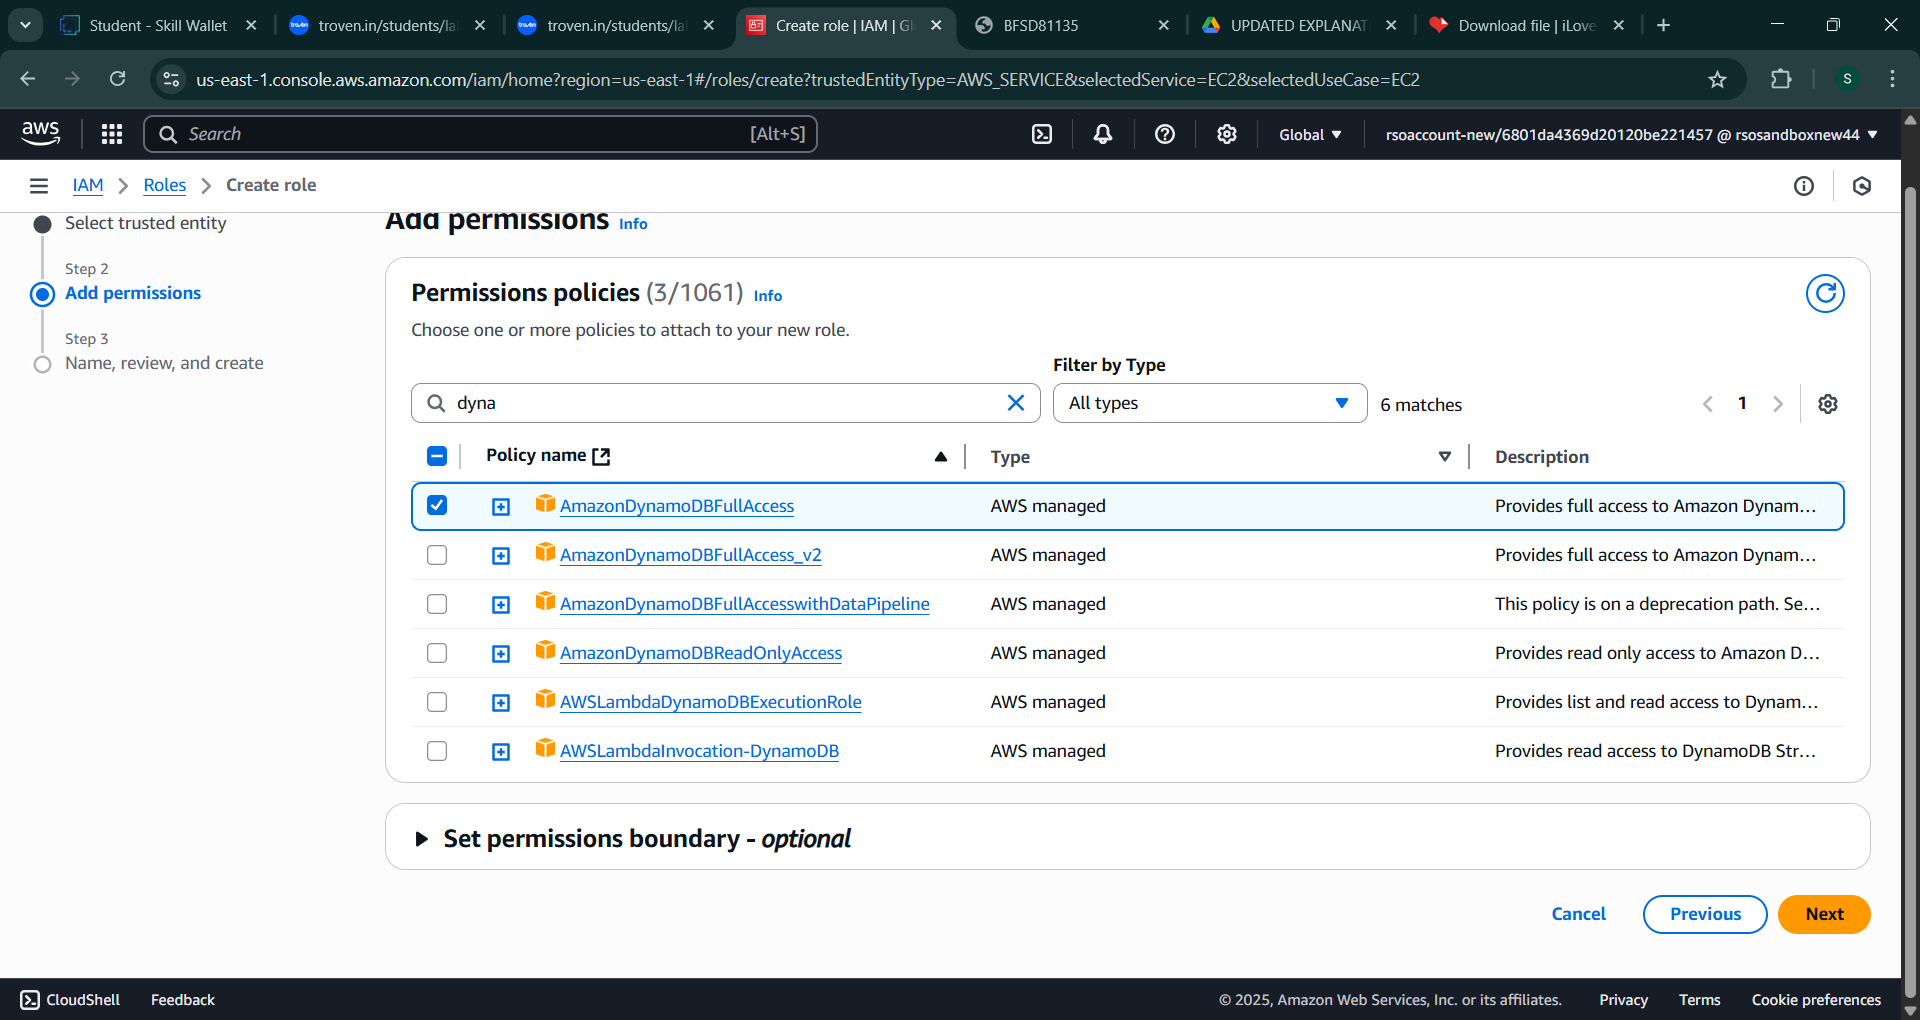 Student - Skill Wallet
troven.in/students/la
troven.in/students/la
Create role | IAM | Gl
BFSD81135
UPDATED EXPLANAT
Download file | iLove
us-east-1.console.aws.amazon.com/iam/home?region=us-east-1#/roles/create?trustedEntityType=AWS_SERVICE&selectedService=EC2&selectedUseCase=EC2
S
aws
Search
[Alt+S]
Global
rsoaccount-new/6801da4369d20120be221457 @ rsosandboxnew44
IAM
Roles
Create role
Select trusted entity
Step 2
Add permissions
Step 3
Name, review, and create
Add permissions Info
Permissions policies (3/1061) Info
Choose one or more policies to attach to your new role.
Filter by Type
dyna
All types
6 matches
1
Policy name
Type
Description
AmazonDynamoDBFullAccess AWS managed Provides full access to Amazon Dynam...
AmazonDynamoDBFullAccess_v2 AWS managed Provides full access to Amazon Dynam...
AmazonDynamoDBFullAccesswithDataPipeline AWS managed This policy is on a deprecation path. Se...
AmazonDynamoDBReadOnlyAccess AWS managed Provides read only access to Amazon D...
AWSLambdaDynamoDBExecutionRole AWS managed Provides list and read access to Dynam...
AWSLambdaInvocation-DynamoDB AWS managed Provides read access to DynamoDB Str...
Set permissions boundary - optional
Cancel
Previous
Next
CloudShell
Feedback
© 2025, Amazon Web Services, Inc. or its affiliates.
Privacy
Terms
Cookie preferences